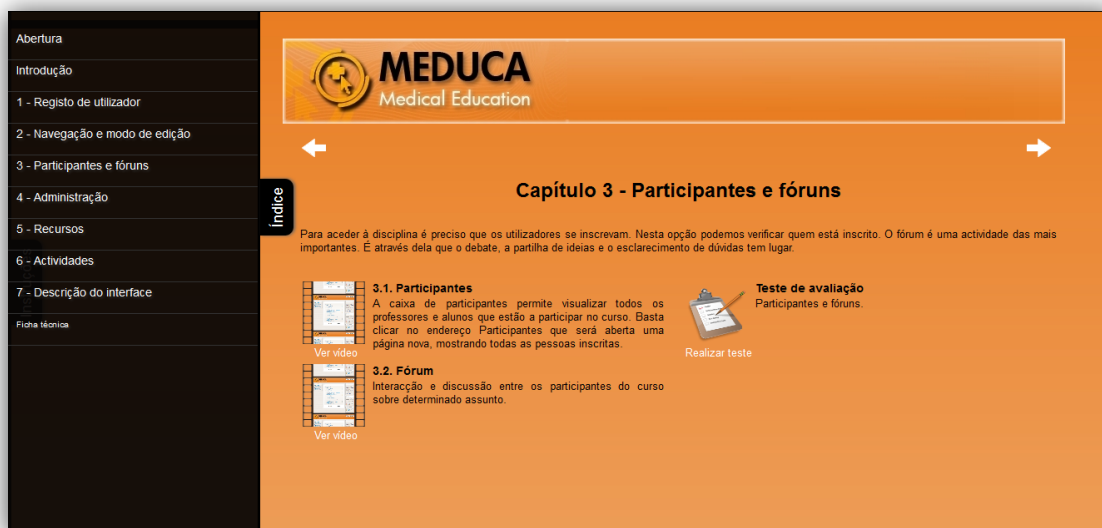 Abertura
Introdução
1 - Registo de utilizador
2 - Navegação e modo de edição
3 - Participantes e fóruns
4 - Administração
5 - Recursos
6 - Actividades
7 - Descrição do interface
Ficha técnica
Índice
MEDUCA
Medical Education
Capítulo 3 - Participantes e fóruns
Para aceder à disciplina é preciso que os utilizadores se inscrevam. Nesta opção podemos verificar quem está inscrito. O fórum é uma actividade das mais
importantes. É através dela que o debate, a partilha de ideias e o esclarecimento de dúvidas tem lugar.
3.1. Participantes
A caixa de participantes permite visualizar todos os
professores e alunos que estão a participar no curso. Basta
clicar no endereço Participantes que será aberta uma
página nova, mostrando todas as pessoas inscritas.
Ver vídeo
3.2. Fórum
Interacção e discussão entre os participantes do curso
sobre determinado assunto.
Ver vídeo
Teste de avaliação
Participantes e fóruns.
Realizar teste